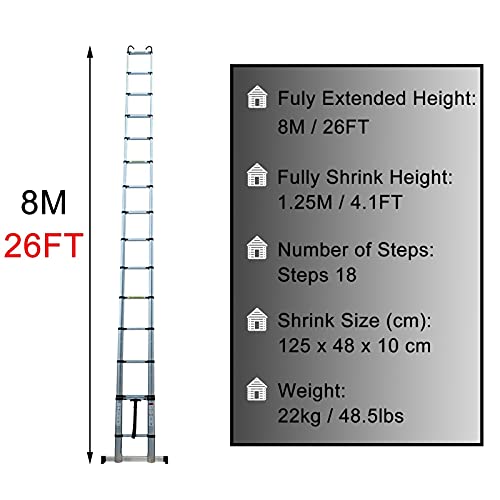 8M
26FT
Fuly Extended Height:
8M / 26FT
Fully Shrink Height:
1.25M / 4.1FT
Number of Steps:
Steps 18
Shrink Size (cm):
125 x 48 x 10 cm
Weight:
22kg / 48.5lbs